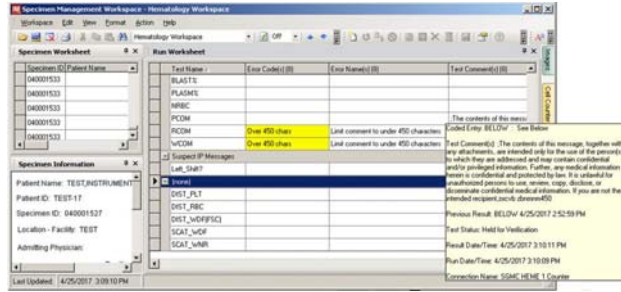 Specimen Management Workspace - Hematology Workspace
Workspace Edit View Format Action Help
Hematology Workspace
Off
Specimen Worksheet
Run Worksheet
Specimen ID Patient Name
Test Name
Error Code(s) (8)
Error Name(s) (8)
Test Comment(s) (8)
040001533
040001533
040001533
040001533
040001533
BLAST%
PLASM%
NRBC
PCOM
:The contents of this messa
RCOM Over 450 chars Limit comment to under 450 characters
WCOM Over 450 chars Limit comment to under 450 characters
Suspect IP Messages
Left_Shift?
(none)
DIST_PLT
DIST_RBC
DIST_WDF(FSC)
SCAT_WDF
SCAT_WNR
Images
Cell Counter
Specimen Information
Patient Name: TEST,INSTRUMENT
Patient ID: TEST-17
Specimen ID: 040001527
Location - Facility: TEST
Admitting Physician:
Last Updated: 4/25/2017 3:09:10 PM
Coded Entry: BELOW :: See Below
Test Comment(s) :The contents of this message, together with
any attachments, are intended only for the use of the person(s)
to which they are addressed and may contain confidential
and/or privileged information. Further, any medical information
herein is confidential and protected by law. It is unlawful for
unauthorized persons to use, review, copy, disclose, or
disseminate confidential medical information. If you are not the
intended recipient,
Previous Result: BELOW 4/25/2017 2:52:59 PM
Test Status: Held for Verification
Result Date/Time: 4/25/2017 3:10:11 PM
Run Date/Time: 4/25/2017 3:10:09 PM
Connection Name: SGMC HEME 1 Counter